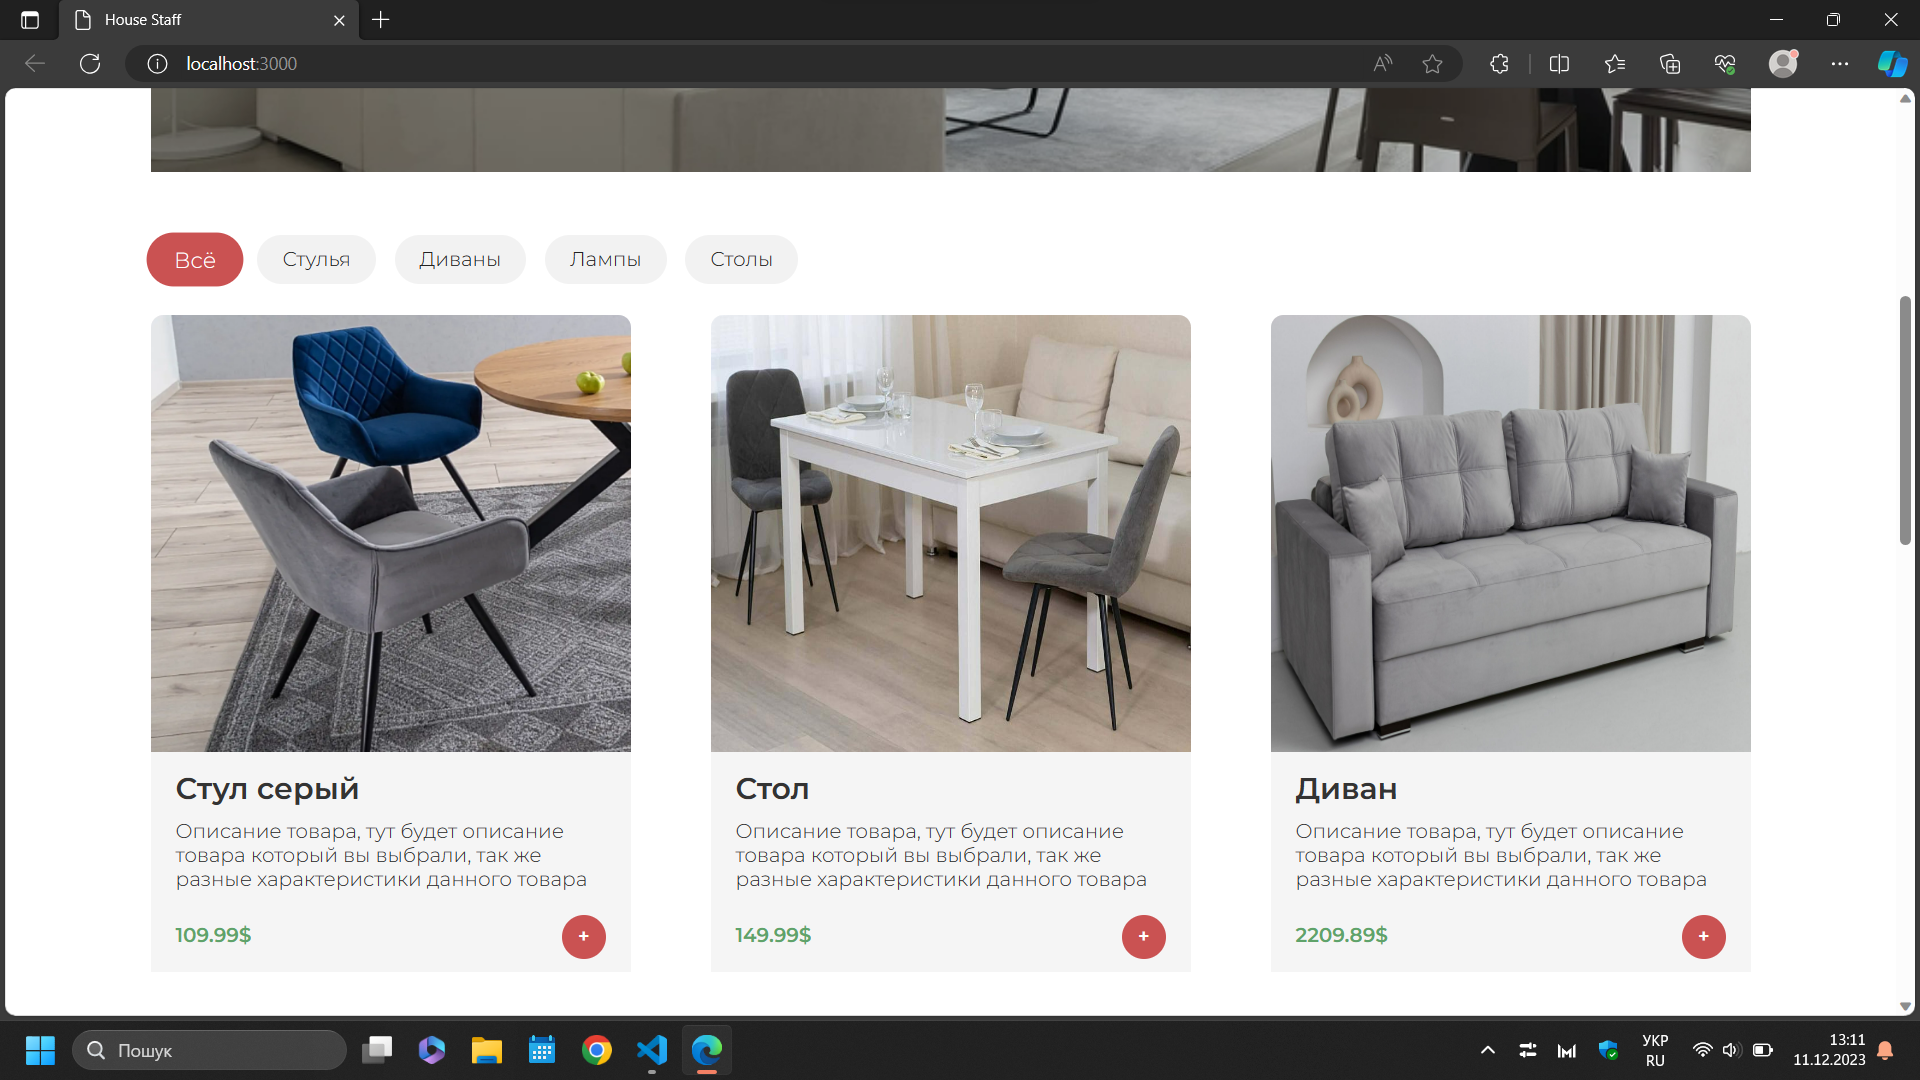 House Staff
localhost:3000
Всё
Стулья
Диваны
Лампы
Столы
Стул серый
Описание товара, тут будет описание
товара который вы выбрали, так же
разные характеристики данного товара
109.99$
+
Стол
Описание товара, тут будет описание
товара который вы выбрали, так же
разные характеристики данного товара
149.99$
+
Диван
Описание товара, тут будет описание
товара который вы выбрали, так же
разные характеристики данного товара
2209.89$
+
Пошук
УКР
RU
13:11
11.12.2023